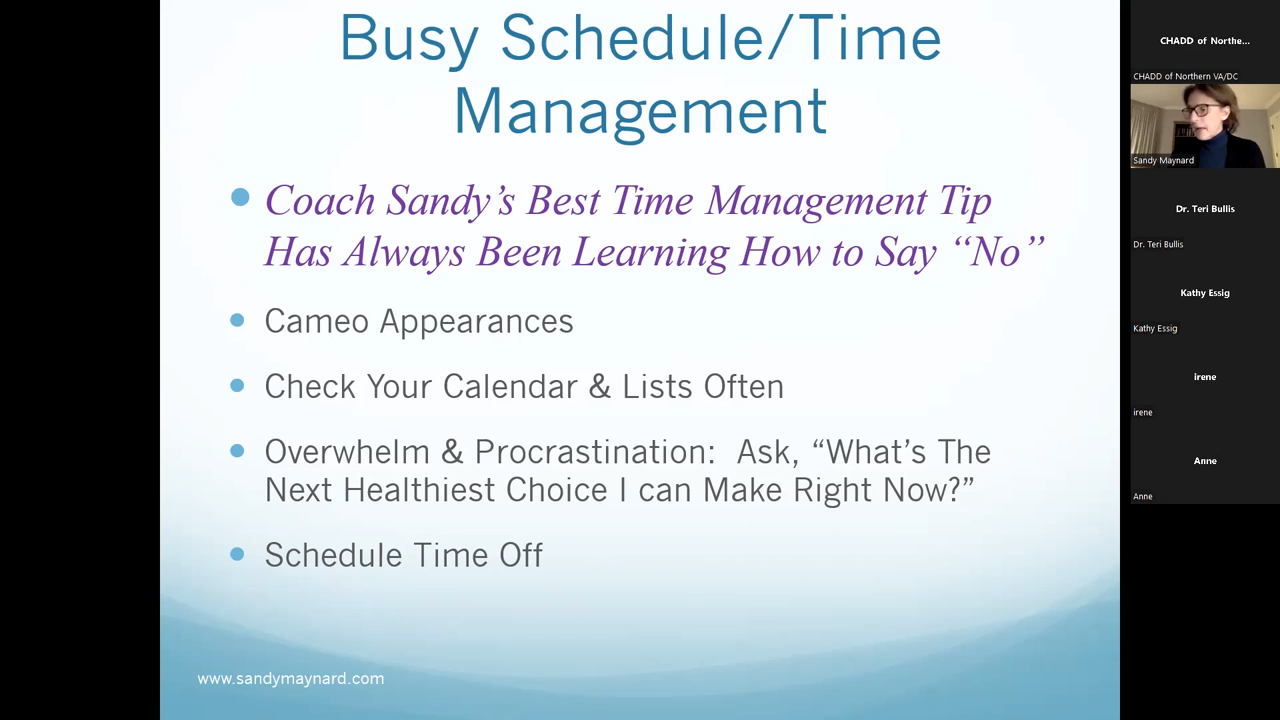 Busy Schedule/Time
Management
Coach Sandy’s Best Time Management Tip
Has Always Been Learning How to Say “No”
Cameo Appearances
Check Your Calendar & Lists Often
Overwhelm & Procrastination:  Ask, “What’s The
Next Healthiest Choice I can Make Right Now?”
Schedule Time Off
www.sandymaynard.com
CHADD of Northe...
CHADD of Northern VA/DC
Sandy Maynard
Dr. Teri Bullis
Dr. Teri Bullis
Kathy Essig
Kathy Essig
irene
irene
Anne
Anne